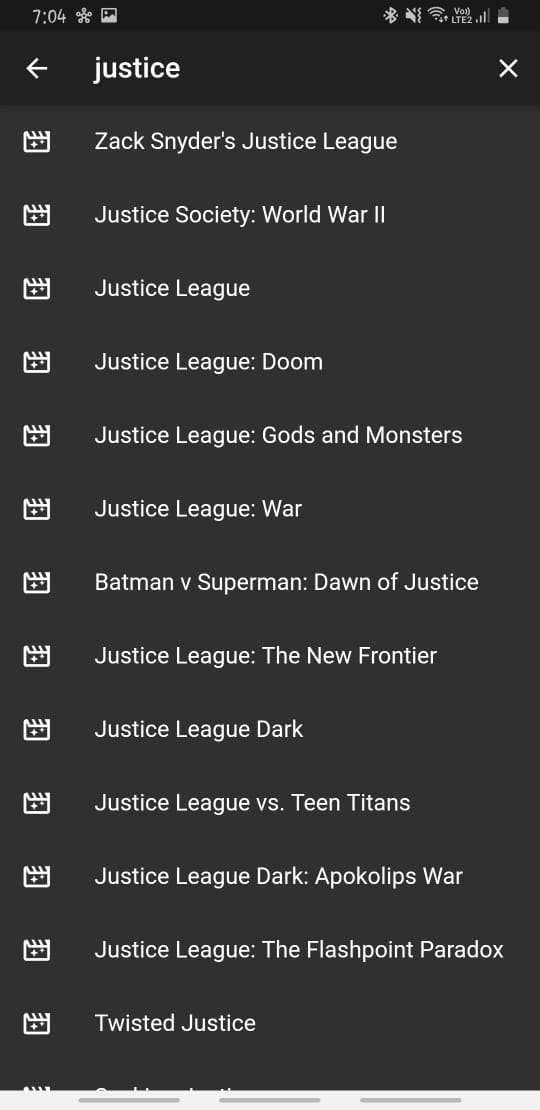 7:04
Vo))
LTE2
justice
Zack Snyder's Justice League
Justice Society: World War II
Justice League
Justice League: Doom
Justice League: Gods and Monsters
Justice League: War
Batman v Superman: Dawn of Justice
Justice League: The New Frontier
Justice League Dark
Justice League vs. Teen Titans
Justice League Dark: Apokolips War
Justice League: The Flashpoint Paradox
Twisted Justice